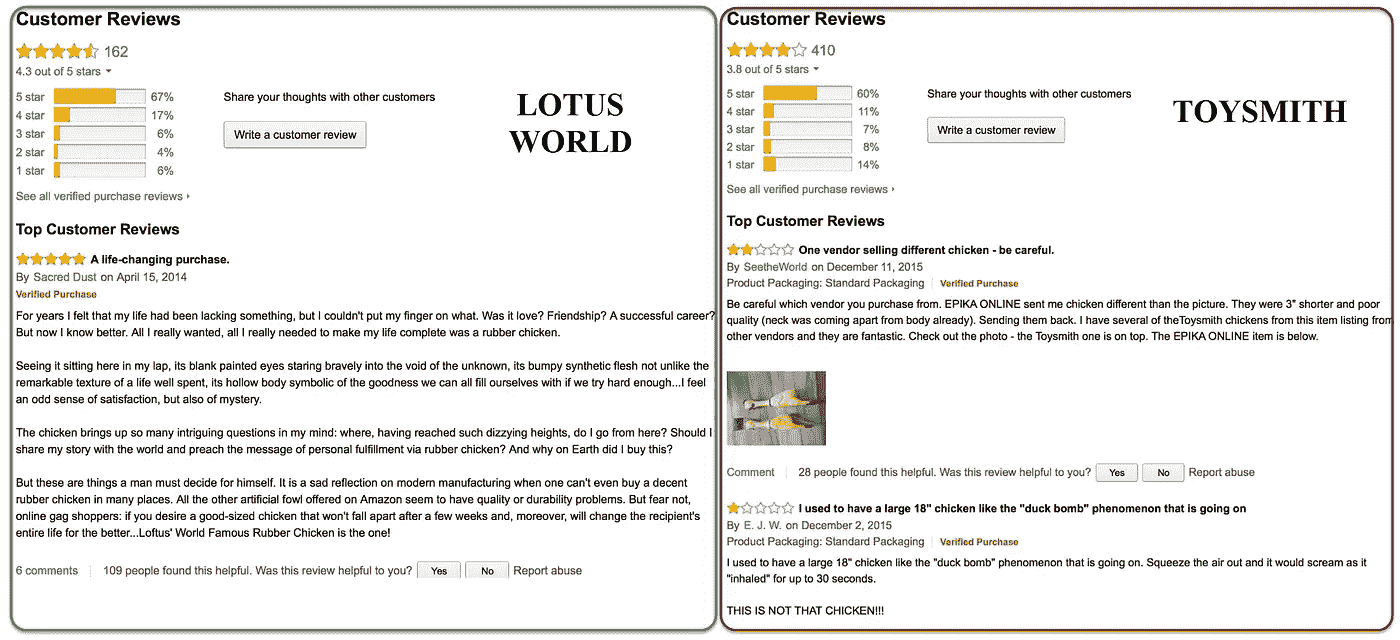 Customer Reviews
162
4.3 out of 5 stars
5 star 67%
4 star 17%
3 star 6%
2 star 4%
1 star 6%
See all verified purchase reviews
Share your thoughts with other customers
Write a customer review
LOTUS
WORLD
Top Customer Reviews
A life-changing purchase.
By Sacred Dust on April 15, 2014
Verified Purchase
For years I felt that my life had been lacking something, but I couldn't put my finger on what. Was it love? Friendship? A successful career?
But now I know better. All I really wanted, all I really needed to make my life complete was a rubber chicken.
Seeing it sitting here in my lap, its blank painted eyes staring bravely into the void of the unknown, its bumpy synthetic flesh not unlike the
remarkable texture of a life well spent, its hollow body symbolic of the goodness we can all fill ourselves with if we try hard enough...I feel
an odd sense of satisfaction, but also of mystery.
The chicken brings up so many intriguing questions in my mind: where, having reached such dizzying heights, do I go from here? Should I
share my story with the world and preach the message of personal fulfillment via rubber chicken? And why on Earth did I buy this?
But these are things a man must decide for himself. It is a sad reflection on modern manufacturing when one can't even buy a decent
rubber chicken in many places. All the other artificial fowl offered on Amazon seem to have quality or durability problems. But fear not,
online gag shoppers: if you desire a good-sized chicken that won't fall apart after a few weeks and, moreover, will change the recipient's
entire life for the better...Loftus' World Famous Rubber Chicken is the one!
6 comments 109 people found this helpful. Was this review helpful to you? Yes No Report abuse
Customer Reviews
410
3.8 out of 5 stars
5 star 60%
4 star 11%
3 star 7%
2 star 8%
1 star 14%
See all verified purchase reviews
Share your thoughts with other customers
Write a customer review
TOYSMITH
Top Customer Reviews
One vendor selling different chicken - be careful.
By SeetheWorld on December 11, 2015
Product Packaging: Standard Packaging Verified Purchase
Be careful which vendor you purchase from. EPIKA ONLINE sent me chicken different than the picture. They were 3" shorter and poor
quality (neck was coming apart from body already). Sending them back. I have several of theToysmith chickens from this item listing from
other vendors and they are fantastic. Check out the photo - the Toysmith one is on top. The EPIKA ONLINE item is below.
Comment 28 people found this helpful. Was this review helpful to you? Yes No Report abuse
I used to have a large 18" chicken like the "duck bomb" phenomenon that is going on
By E. J. W. on December 2, 2015
Product Packaging: Standard Packaging Verified Purchase
I used to have a large 18" chicken like the "duck bomb" phenomenon that is going on. Squeeze the air out and it would scream as it
"inhaled" for up to 30 seconds.
THIS IS NOT THAT CHICKEN!!!